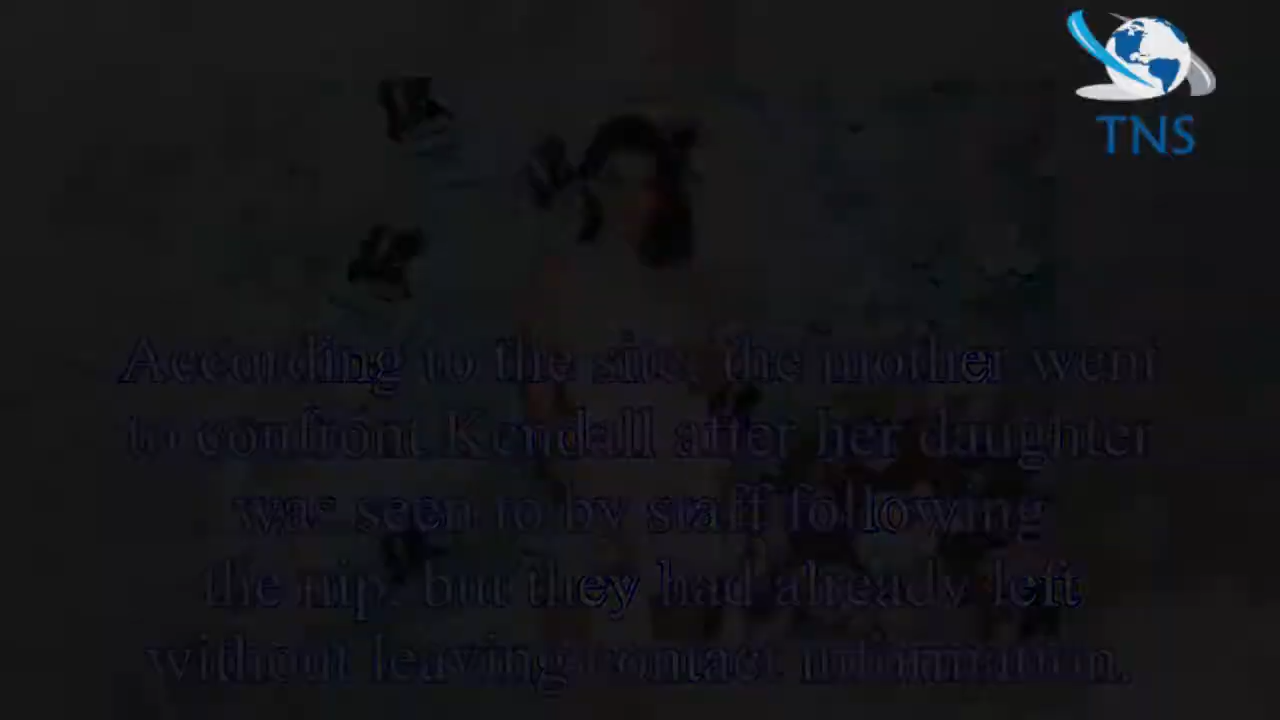 TNS
According to the site, the mother went
to confront Kendall after her daughter
was seen to by staff following
the nip, but they had already left
without leaving contact information.